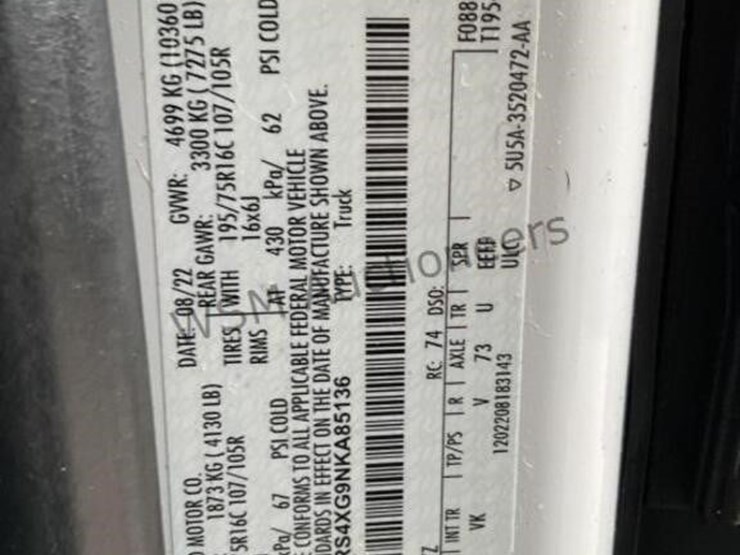 MOTOR CO. DATE: 08/22 GVWR: 4699 KG (10360
1873 KG ( 4130 LB) REAR GAWR: 3300 KG ( 7275 LB)
5R16C 107/105R TIRES WITH 195/75R16C 107/105R
RIMS 16x6J
kPa/ 67 PSI COLD AT 430 kPa/ 62 PSI COLD
CONFORMS TO ALL APPLICABLE FEDERAL MOTOR VEHICLE
DARDS IN EFFECT ON THE DATE OF MANUFACTURE SHOWN ABOVE.
RS4XG9NKA85136 TYPE: Truck
RC: 74 DSO:
F088
INT TR TP/PS R AXLE TR SPR T195
VK V 73 U EEFP
1202208183143 ULC
▽ 5U5A-3520472-AA